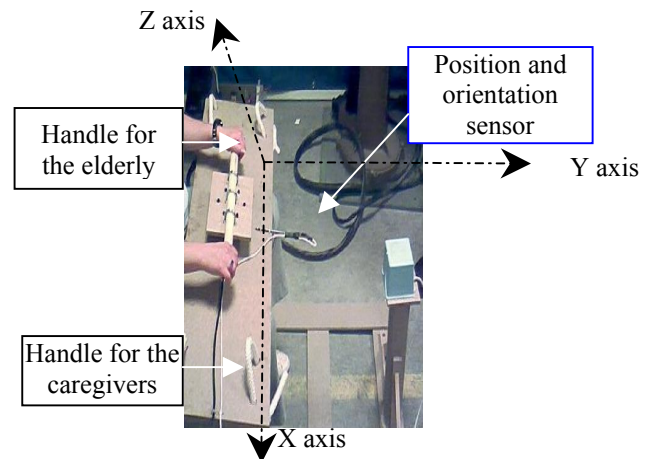 Z axis
Position and
orientation
sensor
Handle for
the elderly
Y axis
Handle for the
caregivers
X axis